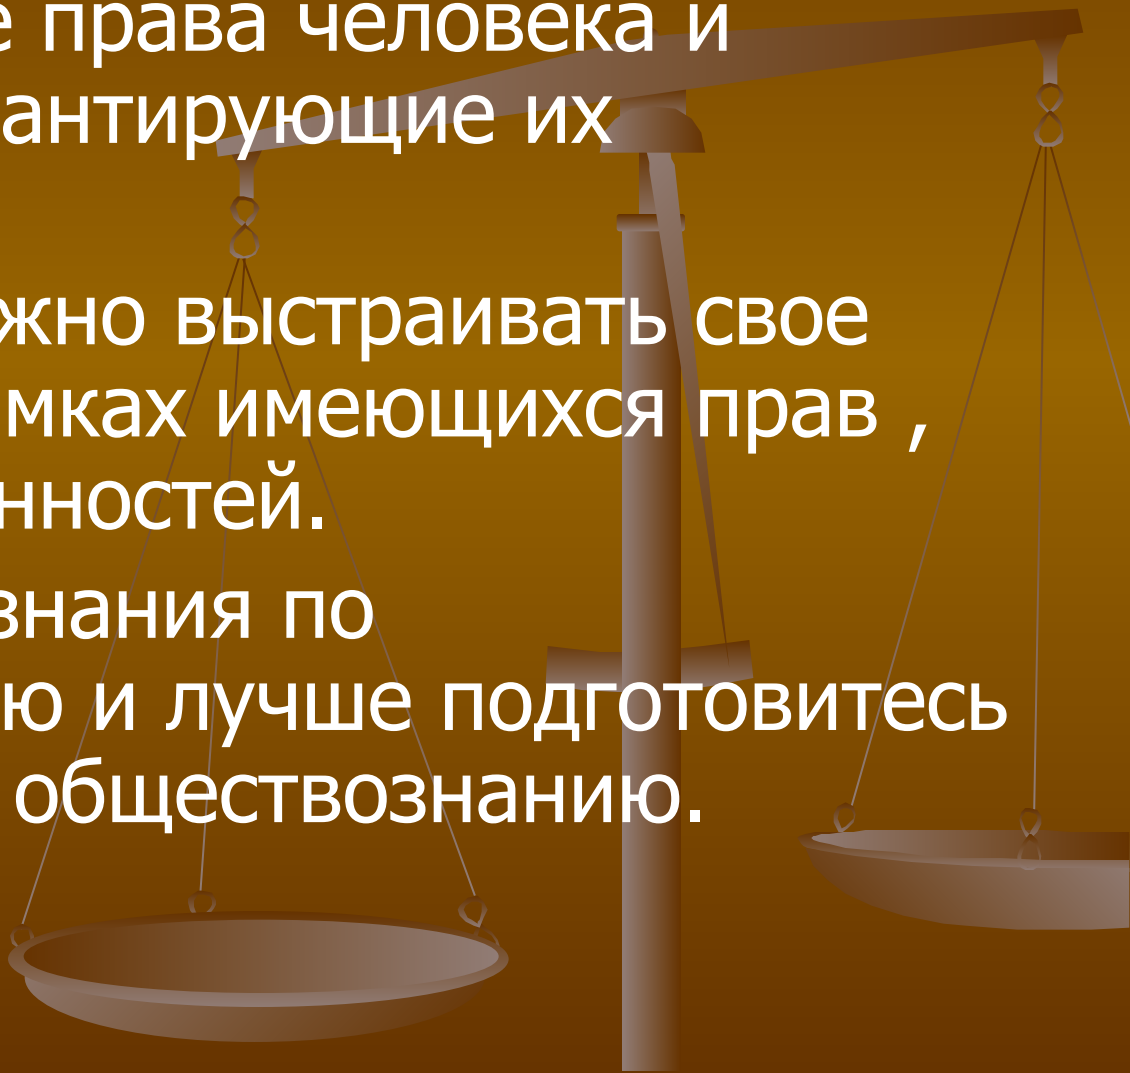 е права человека и
антирующие их
жно выстраивать свое
мках имеющихся прав ,
нностей.
знания по
ю и лучше подготовитесь
обществознанию.